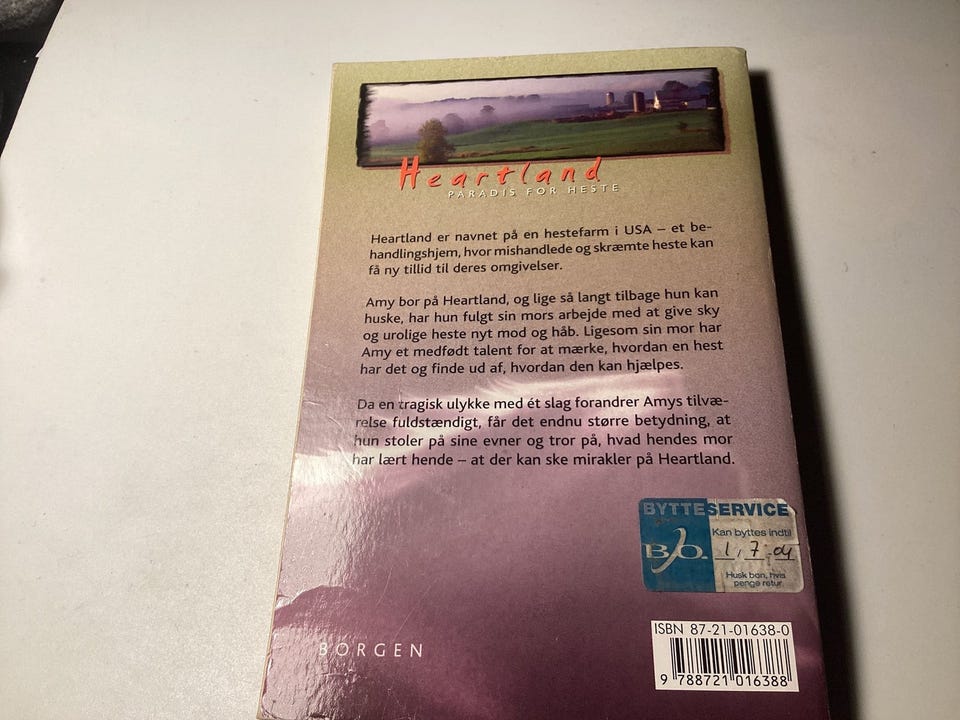 Heartland
PARADIS FOR HESTE
Heartland er navnet på en hestefarm i USA – et be-
handlingshjem, hvor mishandlede og skræmte heste kan
få ny tillid til deres omgivelser.
Amy bor på Heartland, og lige så langt tilbage hun kan
huske, har hun fulgt sin mors arbejde med at give sky
og urolige heste nyt mod og håb. Ligesom sin mor har
Amy et medfødt talent for at mærke, hvordan en hest
har det og finde ud af, hvordan den kan hjælpes.
Da en tragisk ulykke med ét slag forandrer Amys tilvæ-
relse fuldstændigt, får det endnu større betydning, at
hun stoler på sine evner og tror på, hvad hendes mor
har lært hende – at der kan ske mirakler på Heartland.
BYTTESERVICE
Kan byttes indtil
B.O. 1, 7 -04
Husk bon, hvis
penge retur
BORGEN
ISBN 87-21-01638-0
9 788721 016388